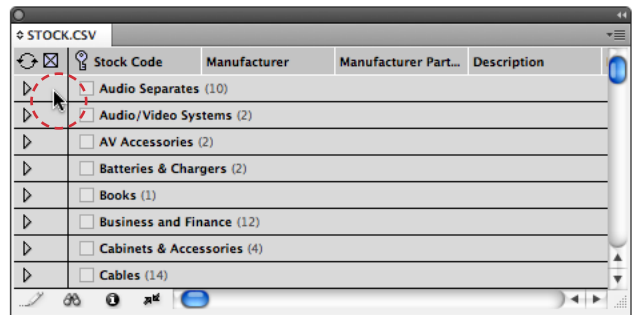 STOCK.CSV
Stock Code Manufacturer Manufacturer Part... Description
Audio Separates (10)
Audio/Video Systems (2)
AV Accessories (2)
Batteries & Chargers (2)
Books (1)
Business and Finance (12)
Cabinets & Accessories (4)
Cables (14)